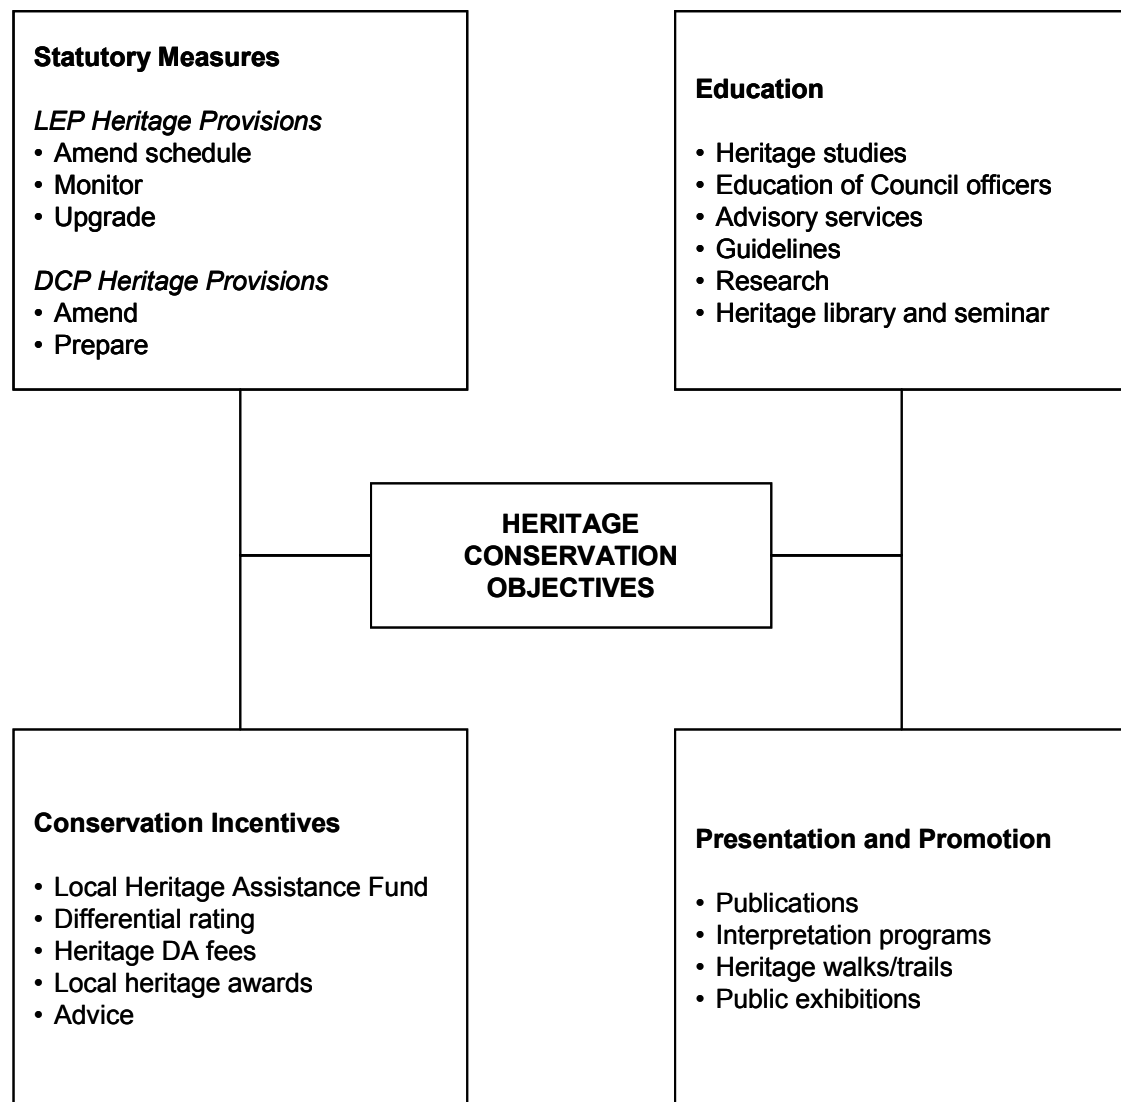 Statutory Measures
LEP Heritage Provisions
• Amend schedule
• Monitor
• Upgrade
DCP Heritage Provisions
• Amend
• Prepare
Education
• Heritage studies
• Education of Council officers
• Advisory services
• Guidelines
• Research
• Heritage library and seminar
HERITAGE
CONSERVATION
OBJECTIVES
Conservation Incentives
• Local Heritage Assistance Fund
• Differential rating
• Heritage DA fees
• Local heritage awards
• Advice
Presentation and Promotion
• Publications
• Interpretation programs
• Heritage walks/trails
• Public exhibitions